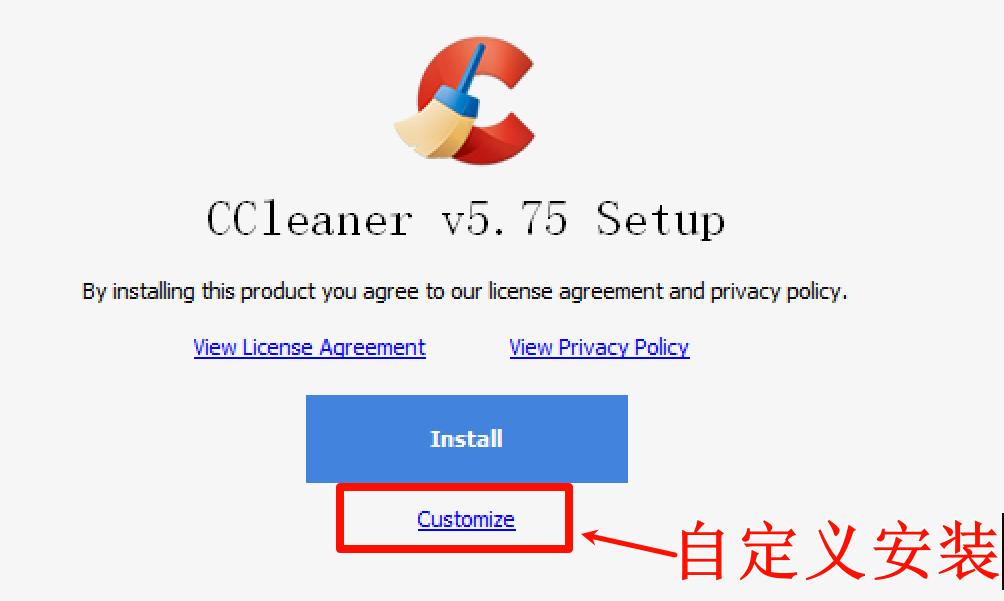 CCleaner v5.75 Setup
By installing this product you agree to our license agreement and privacy policy.
View License Agreement View Privacy Policy
Install
Customize
自定义安装